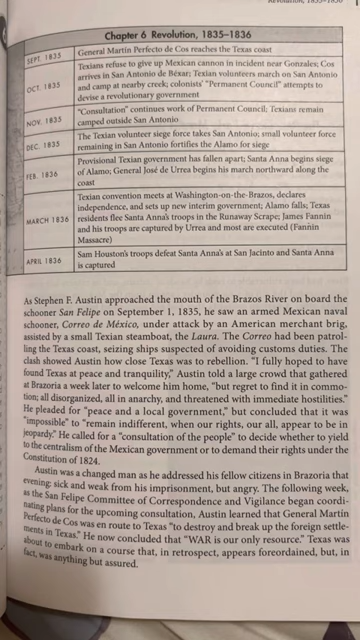 Chapter 6 Revolution, 1835–1836
SEPT. 1835
General Martín Perfecto de Cos reaches the Texas coast
OCT. 1835
Texians refuse to give up Mexican cannon in incident near Gonzales; Cos
arrives in San Antonio de Béxar; Texian volunteers march on San Antonio
and camp at nearby creek; colonists' "Permanent Council" attempts to
devise a revolutionary government
NOV. 1835
"Consultation" continues work of Permanent Council; Texians remain
camped outside San Antonio
DEC. 1835
The Texian volunteer siege force takes San Antonio; small volunteer force
remaining in San Antonio fortifies the Alamo for siege
FEB. 1836
Provisional Texian government has fallen apart; Santa Anna begins siege
of Alamo; General José de Urrea begins his march northward along the
coast
MARCH 1836
Texian convention meets at Washington-on-the-Brazos, declares
independence, and sets up new interim government; Alamo falls; Texas
residents flee Santa Anna's troops in the Runaway Scrape; James Fannin
and his troops are captured by Urrea and most are executed (Fannin
Massacre)
APRIL 1836
Sam Houston's troops defeat Santa Anna's at San Jacinto and Santa Anna
is captured
As Stephen F. Austin approached the mouth of the Brazos River on board the
schooner San Felipe on September 1, 1835, he saw an armed Mexican naval
schooner, Correo de México, under attack by an American merchant brig,
assisted by a small Texian steamboat, the Laura. The Correo had been patrol-
ling the Texas coast, seizing ships suspected of avoiding customs duties. The
clash showed Austin how close Texas was to rebellion. "I fully hoped to have
found Texas at peace and tranquility," Austin told a large crowd that gathered
at Brazoria a week later to welcome him home, "but regret to find it in commo-
tion; all disorganized, all in anarchy, and threatened with immediate hostilities."
He pleaded for "peace and a local government," but concluded that it was
"impossible" to "remain indifferent, when our rights, our all, appear to be in
jeopardy." He called for a "consultation of the people" to decide whether to yield
to the centralism of the Mexican government or to demand their rights under the
Constitution of 1824.
Austin was a changed man as he addressed his fellow citizens in Brazoria that
evening: sick and weak from his imprisonment, but angry. The following week,
as the San Felipe Committee of Correspondence and Vigilance began coordi-
nating plans for the upcoming consultation, Austin learned that General Martín
Perfecto de Cos was en route to Texas "to destroy and break up the foreign settle-
ments in Texas." He now concluded that "WAR is our only resource." Texas was
about to embark on a course that, in retrospect, appears foreordained, but, in
fact, was anything but assured.